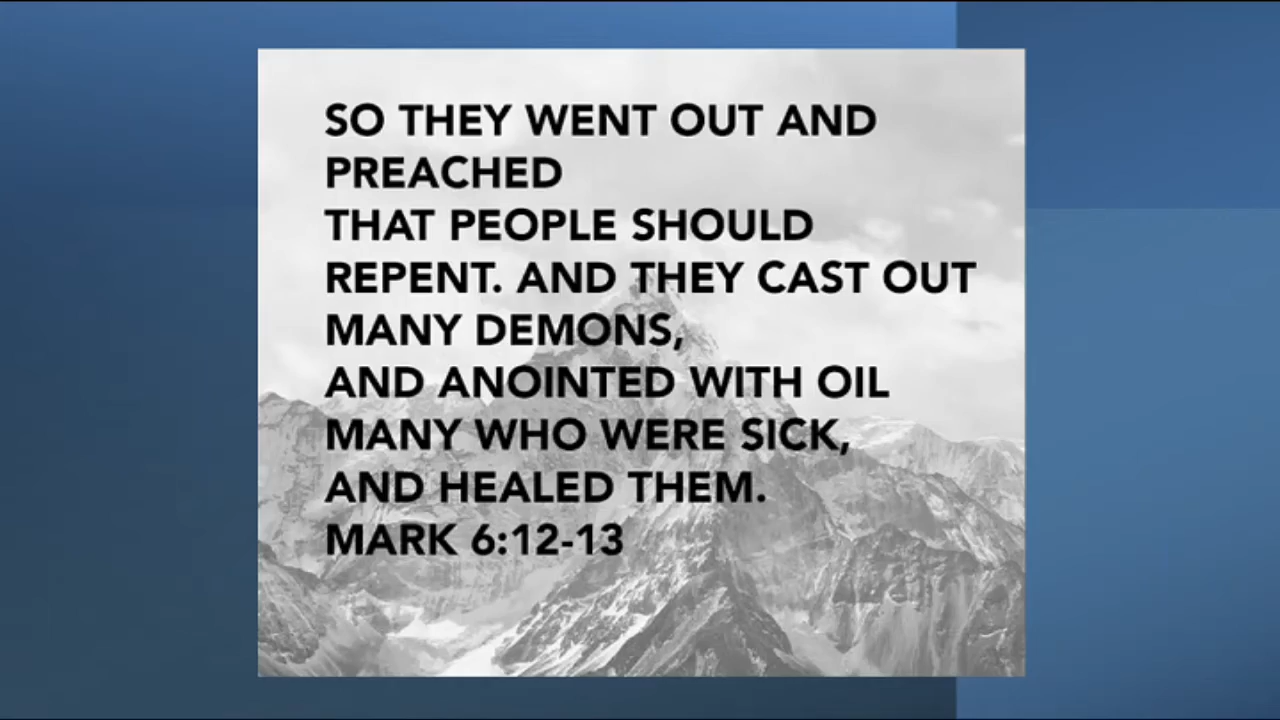 SO THEY WENT OUT AND
PREACHED
THAT PEOPLE SHOULD
REPENT. AND THEY CAST OUT
MANY DEMONS,
AND ANOINTED WITH OIL
MANY WHO WERE SICK,
AND HEALED THEM.
MARK 6:12-13